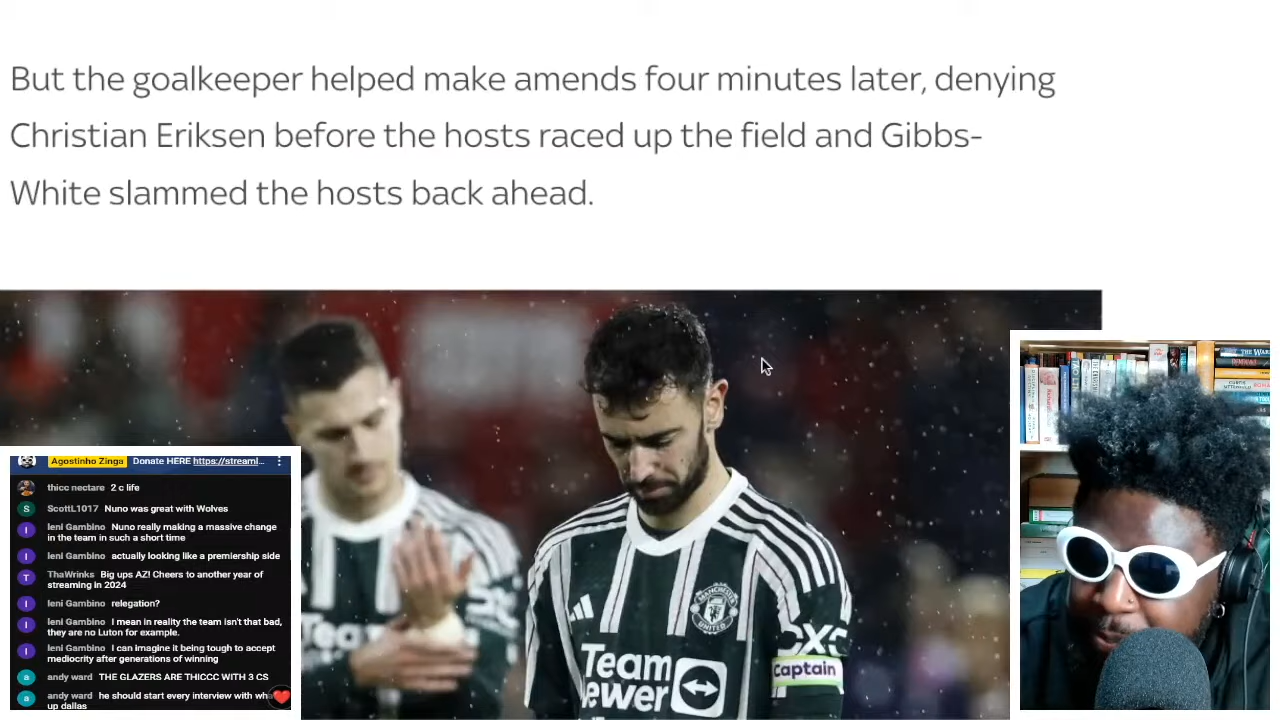 But the goalkeeper helped make amends four minutes later, denying
Christian Eriksen before the hosts raced up the field and Gibbs-
White slammed the hosts back ahead.
Agostinho Zinga Donate HERE https://streaml...
thicc nectare 2 c life
ScottL1017 Nuno was great with Wolves
Ieni Gambino Nuno really making a massive change
in the team in such a short time
Ieni Gambino actually looking like a premiership side
ThaWrinks Big ups AZ! Cheers to another year of
streaming in 2024
Ieni Gambino relegation?
Ieni Gambino I mean in reality the team isn't that bad,
they are no Luton for example.
Ieni Gambino I can imagine it being tough to accept
mediocrity after generations of winning
andy ward THE GLAZERS ARE THICCC WITH 3 CS
andy ward he should start every interview with
up dallas
MANCHESTER
UNITED
DXC
Captain
Team